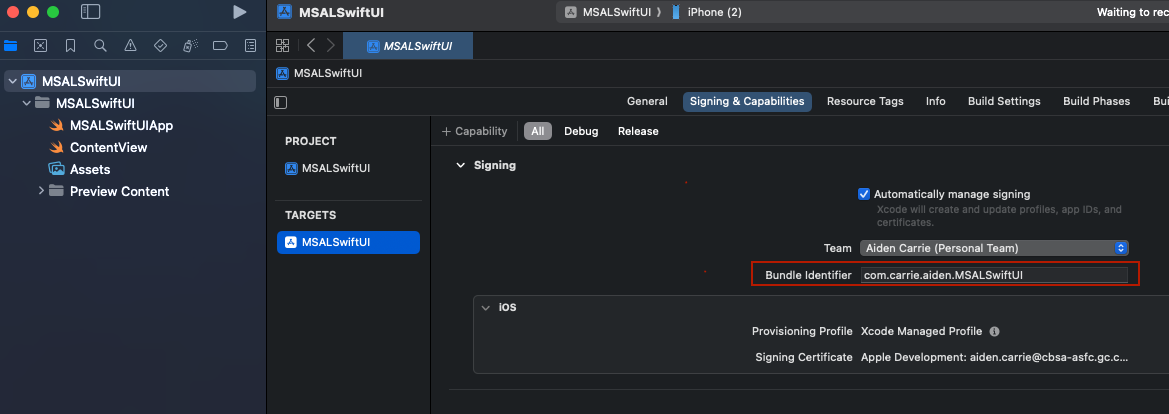 MSALSwiftUI
MSALSwiftUI 〉 iPhone (2)
Waiting to rec
MSALSwiftUI
MSALSwiftUI
MSALSwiftUI
MSALSwiftUIApp
ContentView
Assets
Preview Content
MSALSwiftUI
General Signing & Capabilities Resource Tags Info Build Settings Build Phases Bui
PROJECT
MSALSwiftUI
TARGETS
MSALSwiftUI
+ Capability All Debug Release
Signing
Automatically manage signing
Xcode will create and update profiles, app IDs, and
certificates.
Team Aiden Carrie (Personal Team)
Bundle Identifier com.carrie.aiden.MSALSwiftUI
iOS
Provisioning Profile Xcode Managed Profile
Signing Certificate Apple Development: aiden.carrie@cbsa-asfc.gc.c...